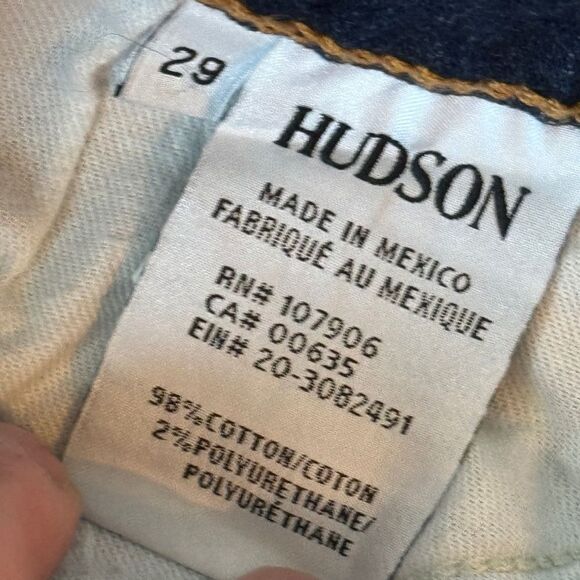 29
HUDSON
MADE IN MEXICO
FABRIQUÉ AU MEXIQUE
RN# 107906
CA# 00635
EIN# 20-3082491
98%COTTON/COTON
2%POLYURETHANE/
POLYURÉTHANE